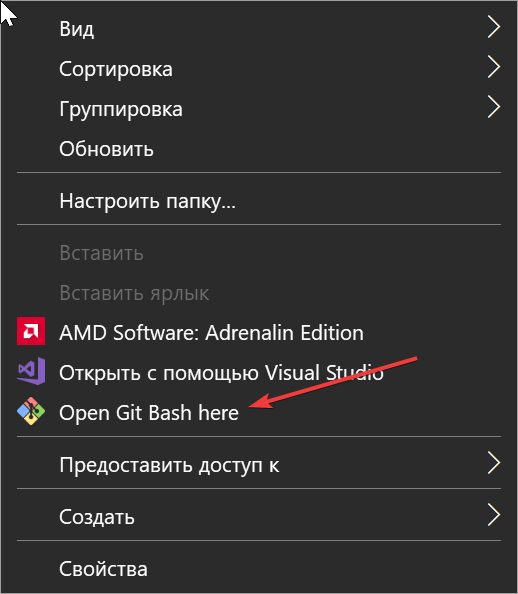 Вид
Сортировка
Группировка
Обновить
Настроить папку...
Вставить
Вставить ярлык
AMD Software: Adrenalin Edition
Открыть с помощью Visual Studio
Open Git Bash here
Предоставить доступ к
Создать
Свойства